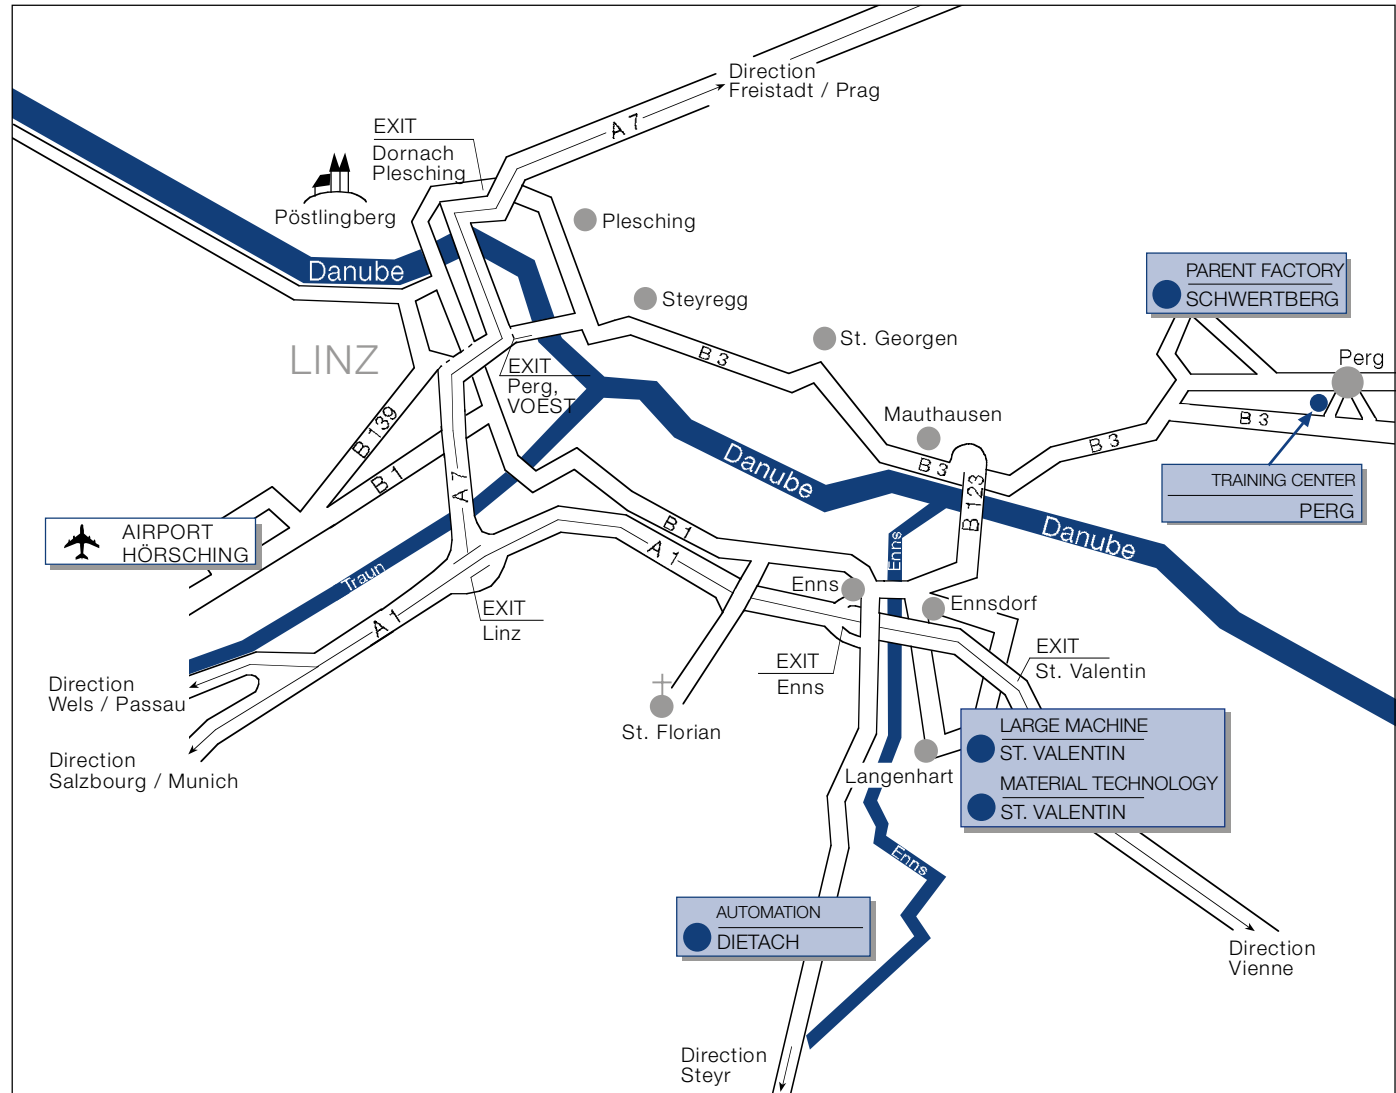 Direction
Freistadt / Prag
A 7
EXIT
Dornach
Plesching
Pöstlingberg
Plesching
Danube
Steyregg
PARENT FACTORY
SCHWERTBERG
LINZ
St. Georgen
B 3
EXIT
Perg,
VOEST
Perg
B 139
Mauthausen
B 3
B 3
B 3
Danube
TRAINING CENTER
PERG
B 1
A 7
B 123
AIRPORT
HÖRSCHING
B 1
A 1
Danube
Enns
Traun
Enns
Ennsdorf
EXIT
Linz
A 1
EXIT
St. Valentin
EXIT
Enns
Direction
Wels / Passau
St. Florian
LARGE MACHINE
ST. VALENTIN
Direction
Salzbourg / Munich
Langenhart
MATERIAL TECHNOLOGY
ST. VALENTIN
Enns
AUTOMATION
DIETACH
Direction
Vienne
Direction
Steyr